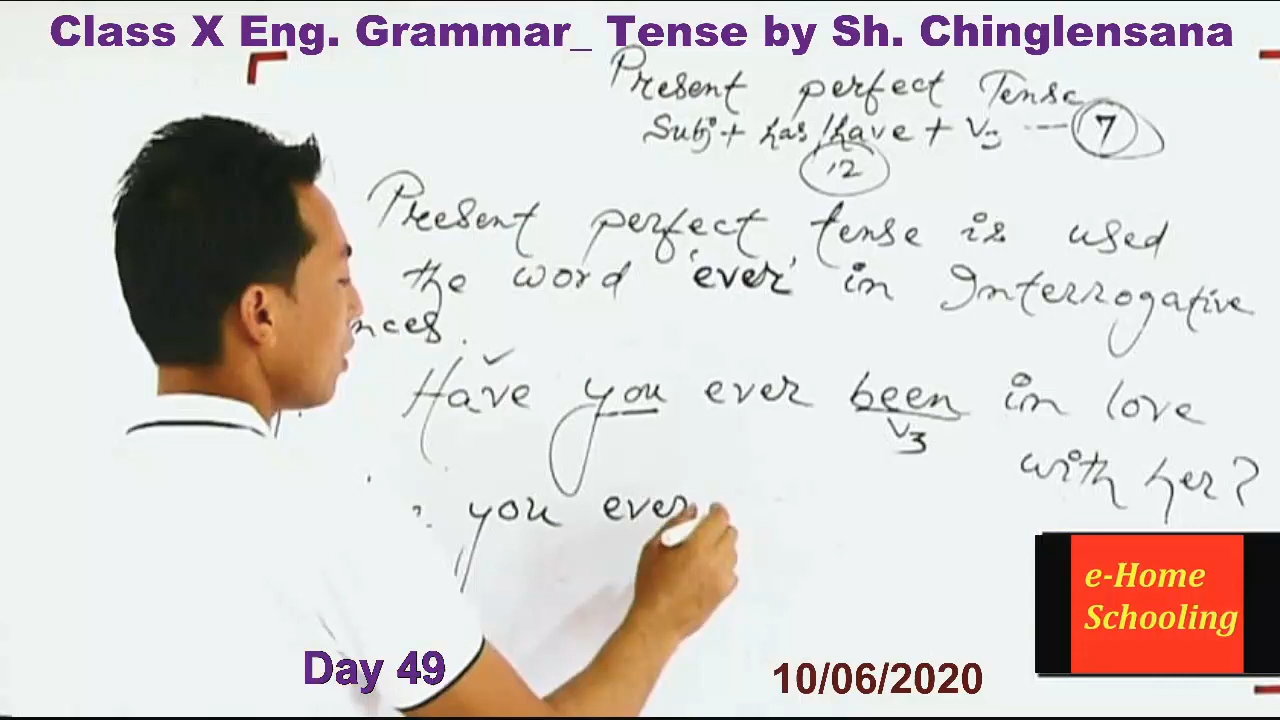 Class X Eng. Grammar_ Tense by Sh. Chinglensana
Present perfect Tense
Subj + has/have + V3 --- 7
12
Present perfect tense is used
the word 'ever' in Interrogative
nces.
Have you ever been in love
V3
with her?
you ever
e-Home
Schooling
Day 49
10/06/2020